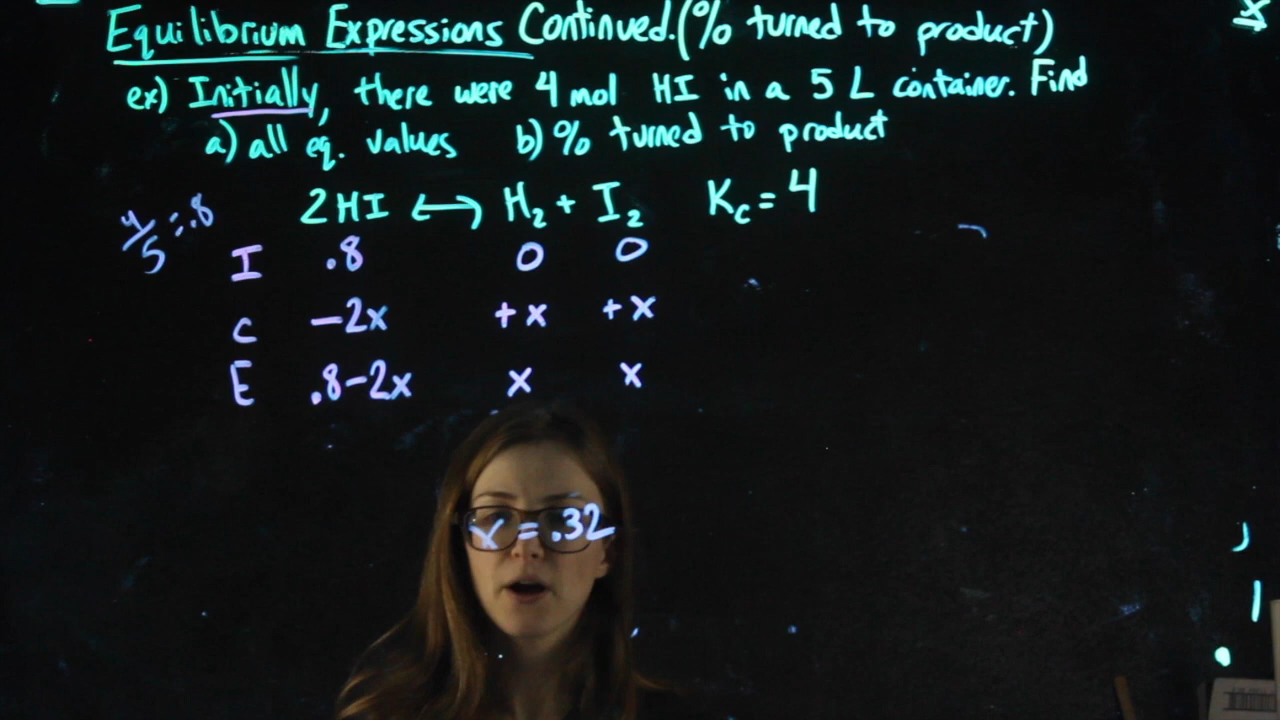 Equilibrium Expressions Continued. (% turned to product)
ex) Initially, there were 4 mol HI in a 5 L container. Find
a) all eq. values b) % turned to product
4/5 = .8
2HI ⟷ H₂ + I₂ Kc = 4
I .8 0 0
C -2x +x +x
E .8-2x x x
x = .32